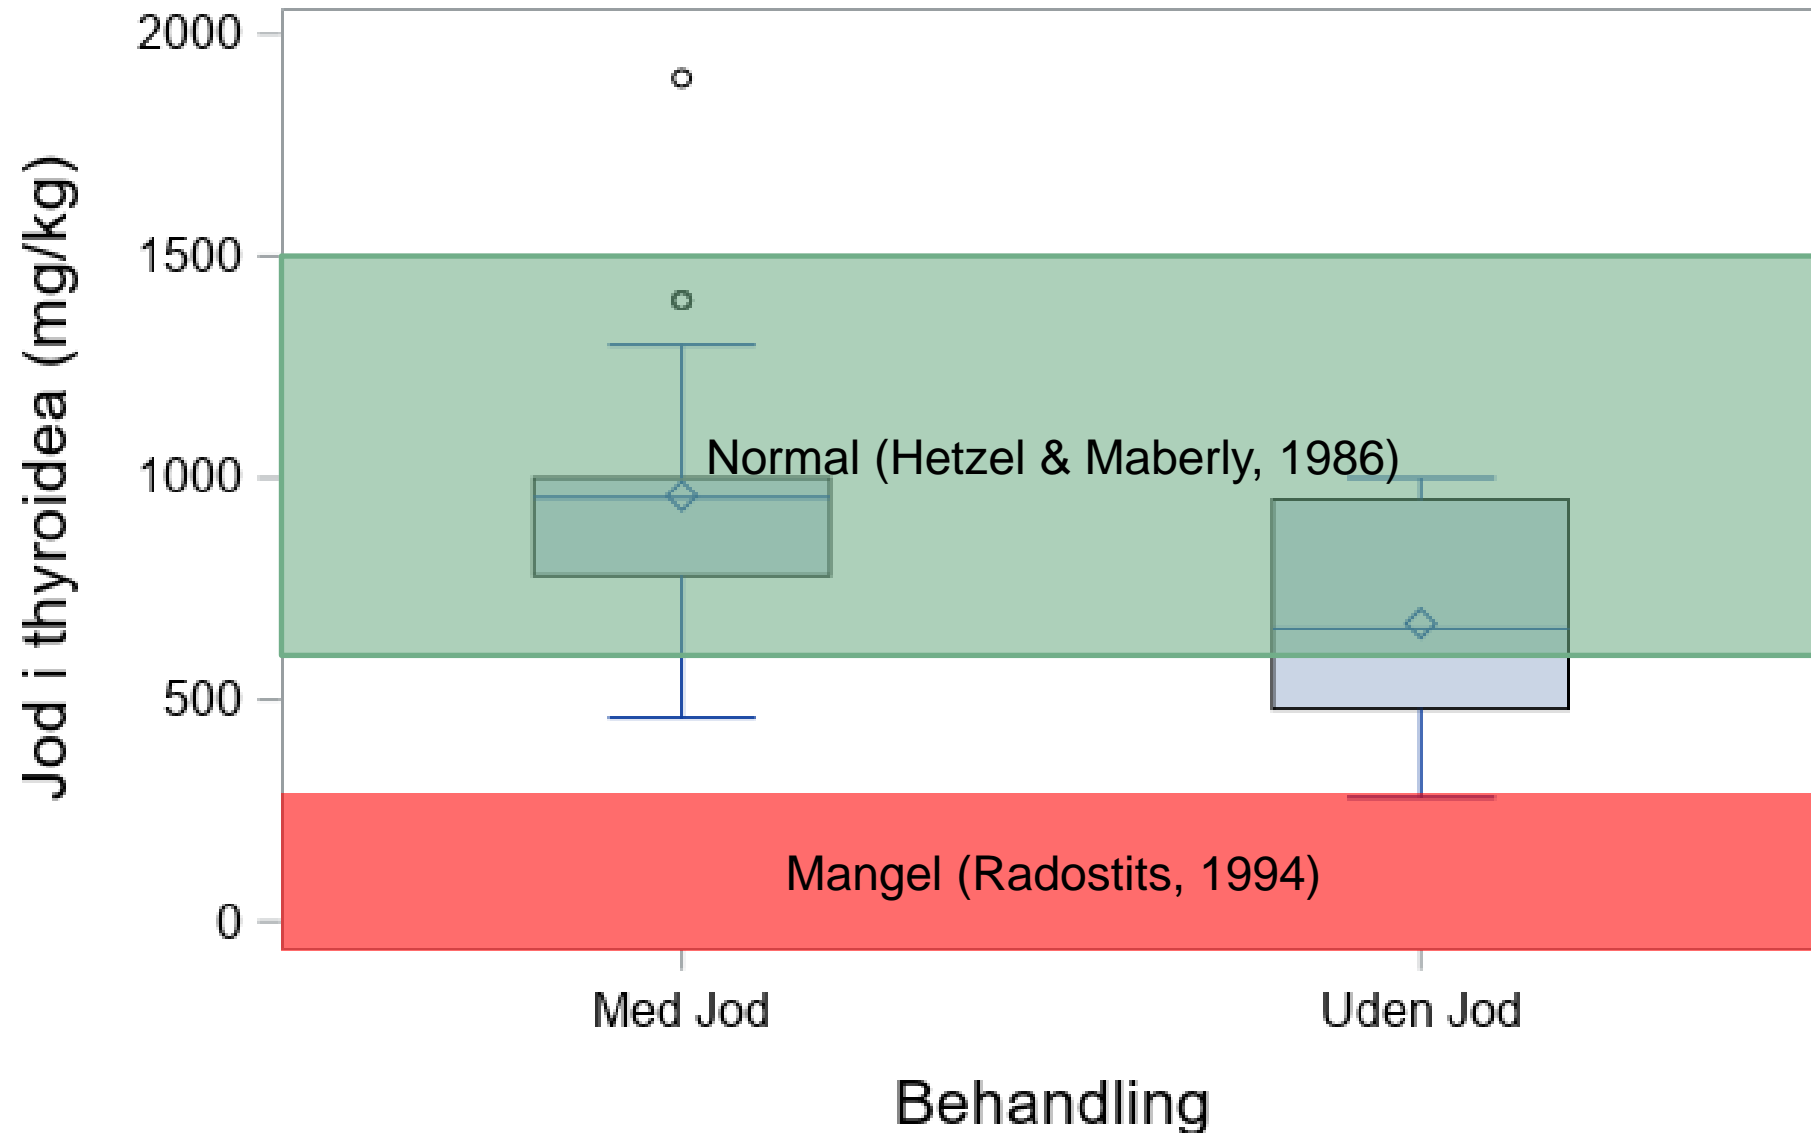 Jod i thyroidea (mg/kg)
2000
1500
1000
500
0
Normal (Hetzel & Maberly, 1986)
Mangel (Radostits, 1994)
Med Jod
Uden Jod
Behandling